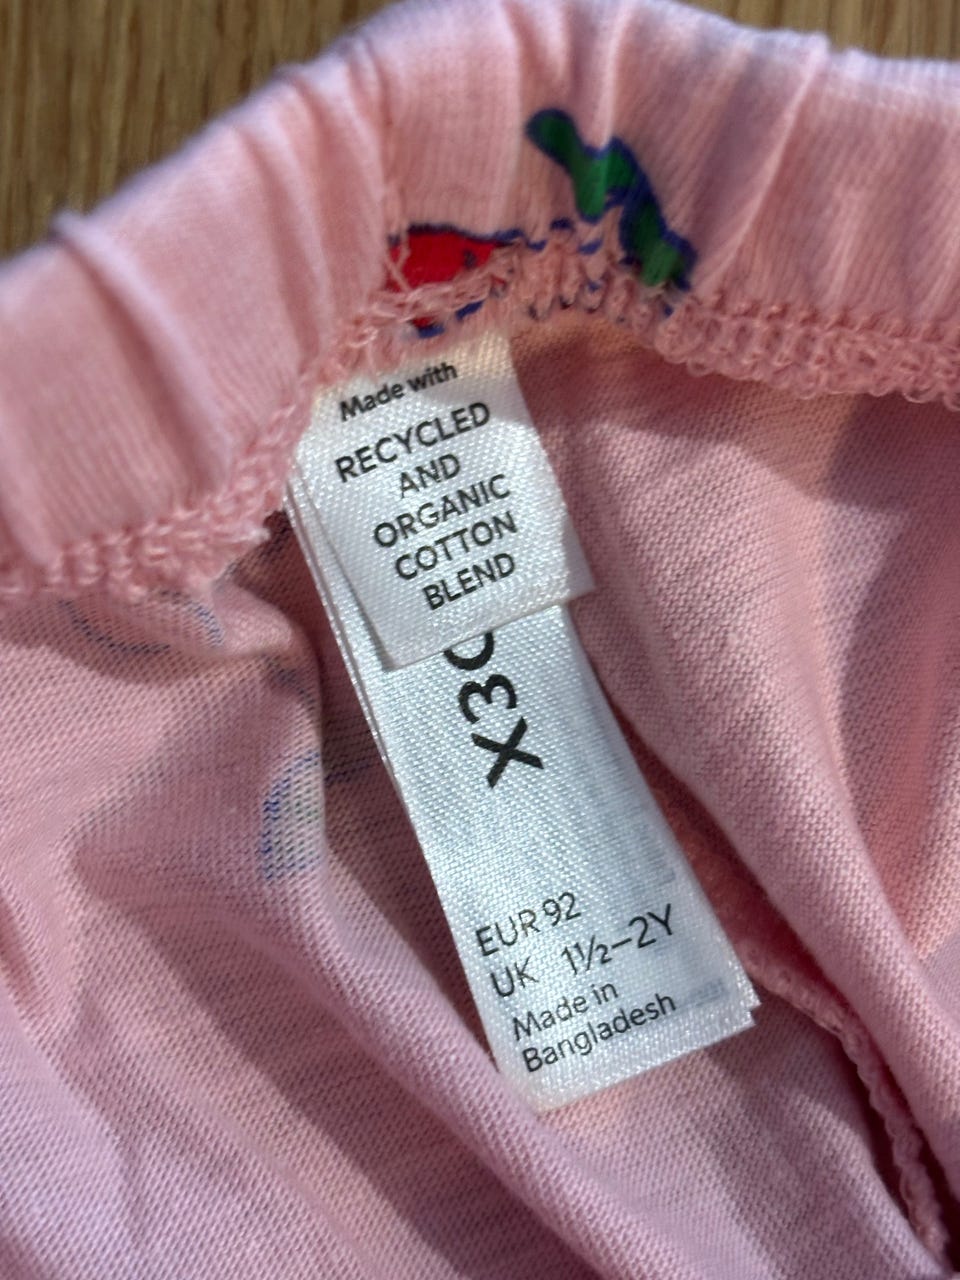 Made with
RECYCLED
AND
ORGANIC
COTTON
BLEND
EUR 92
UK 1½–2Y
Made in
Bangladesh